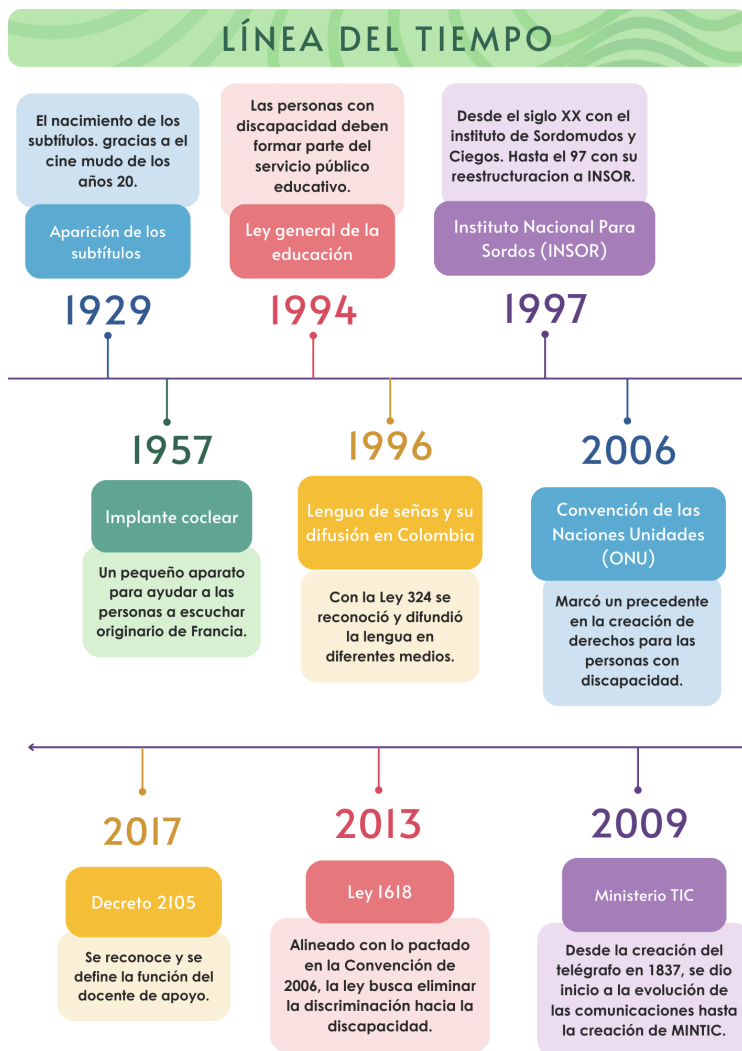 LÍNEA DEL TIEMPO
El nacimiento de los
subtítulos. gracias a el
cine mudo de los
años 20.
Aparición de los
subtítulos
1929
Las personas con
discapacidad deben
formar parte del
servicio público
educativo.
Ley general de la
educación
1994
Desde el siglo XX con el
instituto de Sordomudos y
Ciegos. Hasta el 97 con su
reestructuracion a INSOR.
Instituto Nacional Para
Sordos (INSOR)
1997
1957
Implante coclear
Un pequeño aparato
para ayudar a las
personas a escuchar
originario de Francia.
1996
Lengua de señas y su
difusión en Colombia
Con la Ley 324 se
reconoció y difundió
la lengua en
diferentes medios.
2006
Convención de las
Naciones Unidades
(ONU)
Marcó un precedente
en la creación de
derechos para las
personas con
discapacidad.
2017
Decreto 2105
Se reconoce y se
define la función del
docente de apoyo.
2013
Ley 1618
Alineado con lo pactado
en la Convención de
2006, la ley busca eliminar
la discriminación hacia la
discapacidad.
2009
Ministerio TIC
Desde la creación del
telégrafo en 1837, se dio
inicio a la evolución de
las comunicaciones hasta
la creación de MINTIC.